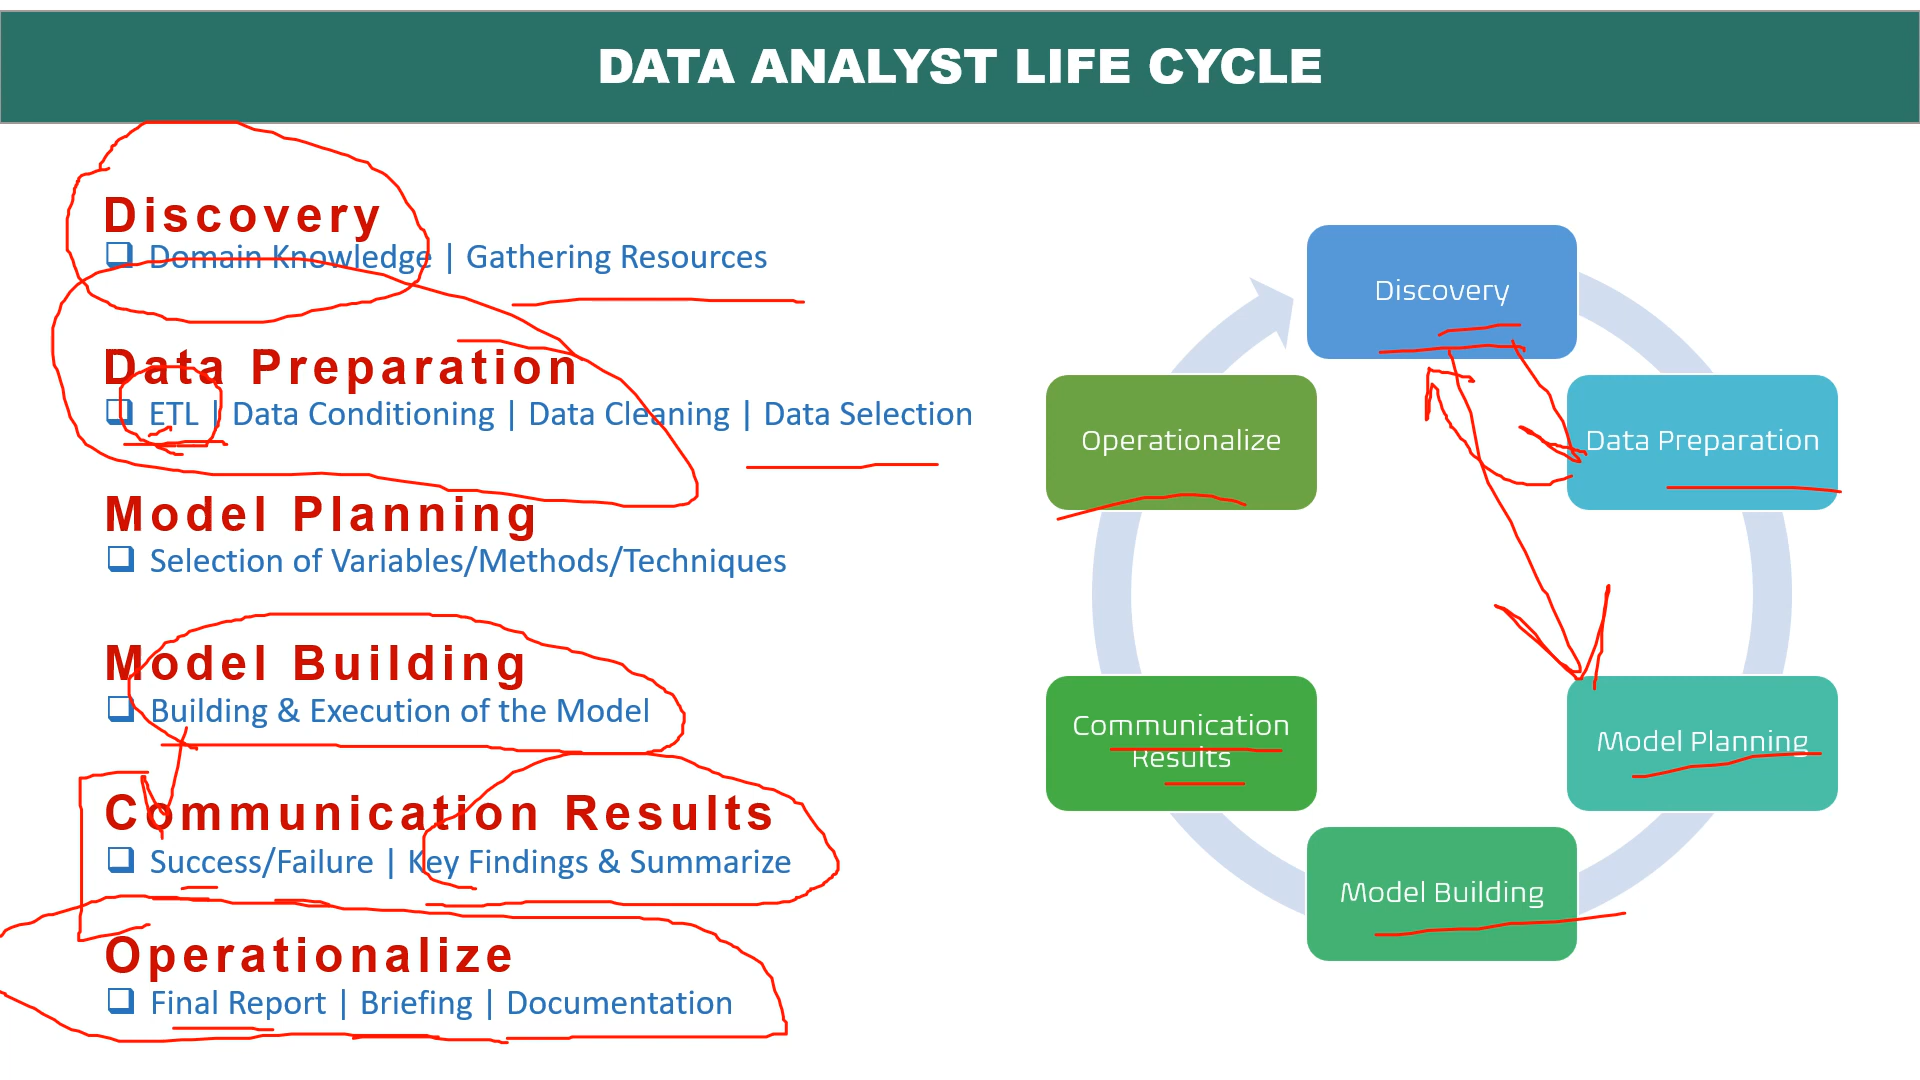 DATA ANALYST LIFE CYCLE
Discovery
Domain Knowledge | Gathering Resources
Data Preparation
ETL | Data Conditioning | Data Cleaning | Data Selection
Model Planning
Selection of Variables/Methods/Techniques
Model Building
Building & Execution of the Model
Communication Results
Success/Failure | Key Findings & Summarize
Operationalize
Final Report | Briefing | Documentation
Discovery
Data Preparation
Model Planning
Model Building
Communication
Results
Operationalize